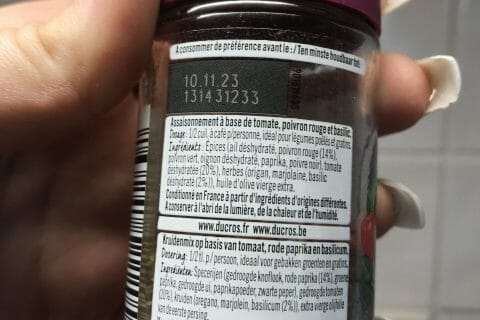 A consommer de préférence avant le : / Ten minste houdbaar tot:
10.11.23
131431233
Assaisonnement à base de tomate, poivron rouge et basilic.
Dosage: 1/2 cuil. à café p/personne, idéal pour légumes poêlés et gratins.
Ingrédients : Epices (ail déshydraté, poivron rouge (14%),
poivron vert, oignon déshydraté, paprika, poivre noir), tomate
déshydratée (20%), herbes (origan, marjolaine, basilic
déshydraté (2%)), huile d'olive vierge extra.
Conditionné en France à partir d'ingrédients d'origines différentes.
A conserver à l'abri de la lumière, de la chaleur et de l'humidité.
www.ducros.fr www.ducros.be
Kruidenmix op basis van tomaat, rode paprika en basilicum.
Dosering: 1/2 tl. p/ persoon, ideaal voor gebakken groenten en gratins.
Ingrediënten: Specerijen (gedroogde knoflook, rode paprika (14%), groene
paprika, gedroogde ui, paprikapoeder, zwarte peper), gedroogde tomaten
(20%), kruiden (oregano, marjolein, basilicum (2%)), extra vierge olijfolie
van de eerste persing.